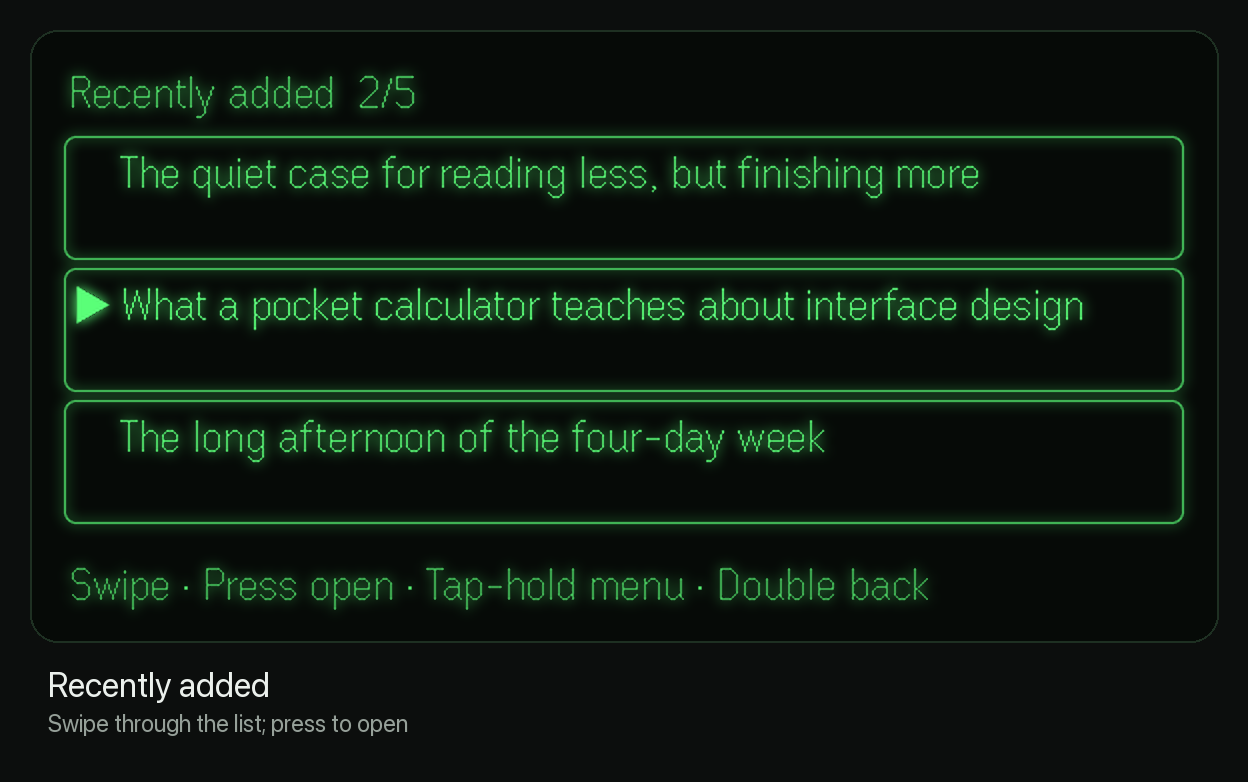 Recently added 2/5
The quiet case for reading less, but finishing more
▶ What a pocket calculator teaches about interface design
The long afternoon of the four-day week
Swipe · Press open · Tap-hold menu · Double back
Recently added
Swipe through the list; press to open